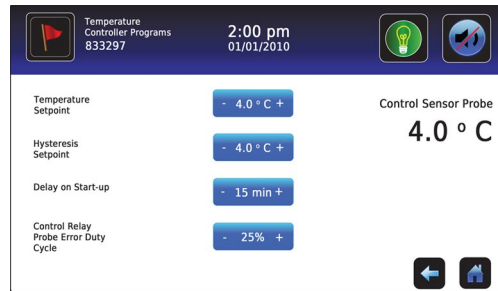 Temperature
Controller Programs
833297
2:00 pm
01/01/2010
Temperature
Setpoint
- 4.0 º C +
Control Sensor Probe
4.0 º C
Hysteresis
Setpoint
- 4.0 º C +
Delay on Start-up
- 15 min +
Control Relay
Probe Error Duty
Cycle
- 25% +